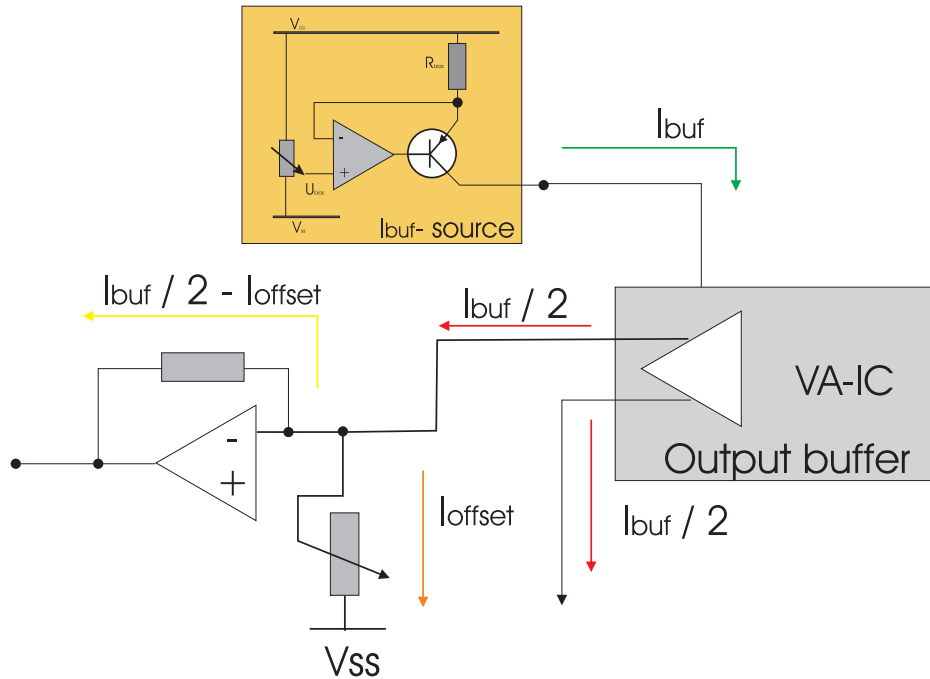 Vcc
Rbias
-
+
Ubias
Vss
Ibuf- source
Ibuf
Ibuf / 2 - Ioffset
Ibuf / 2
VA-IC
Output buffer
-
+
Ioffset
Ibuf / 2
Vss